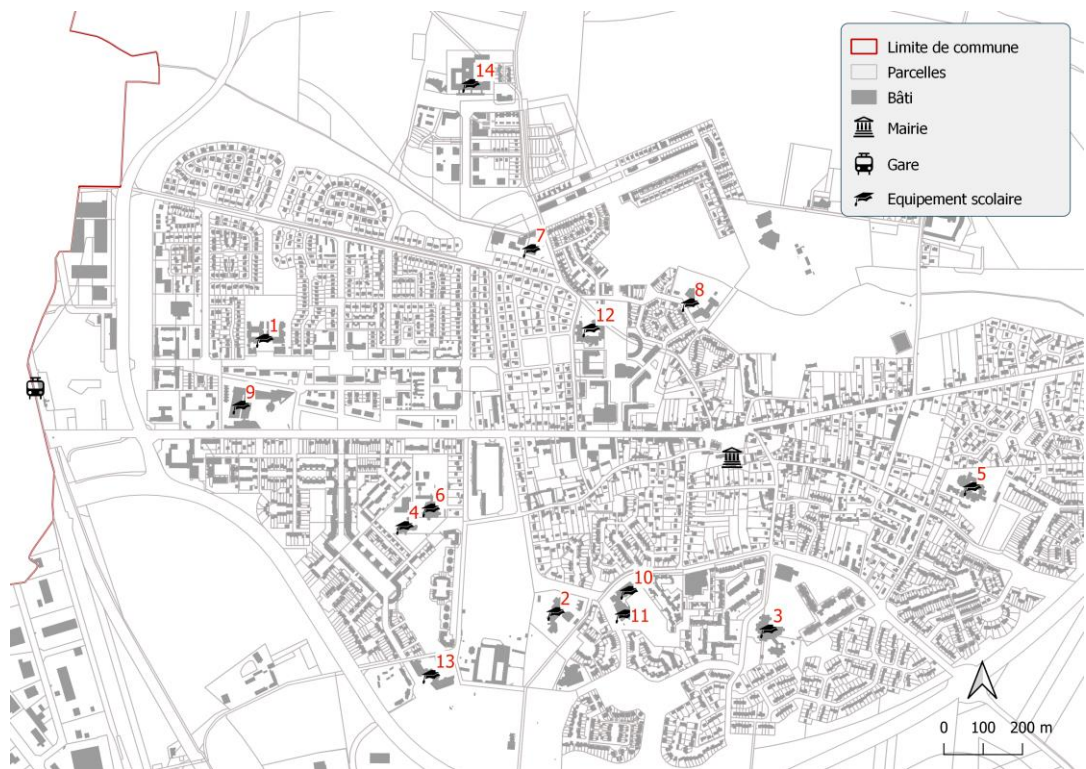 Limite de commune
Parcelles
Bâti
Mairie
Gare
Equipement scolaire
14
7
8
12
1
9
5
6
4
10
2
11
3
13
0 100 200 m